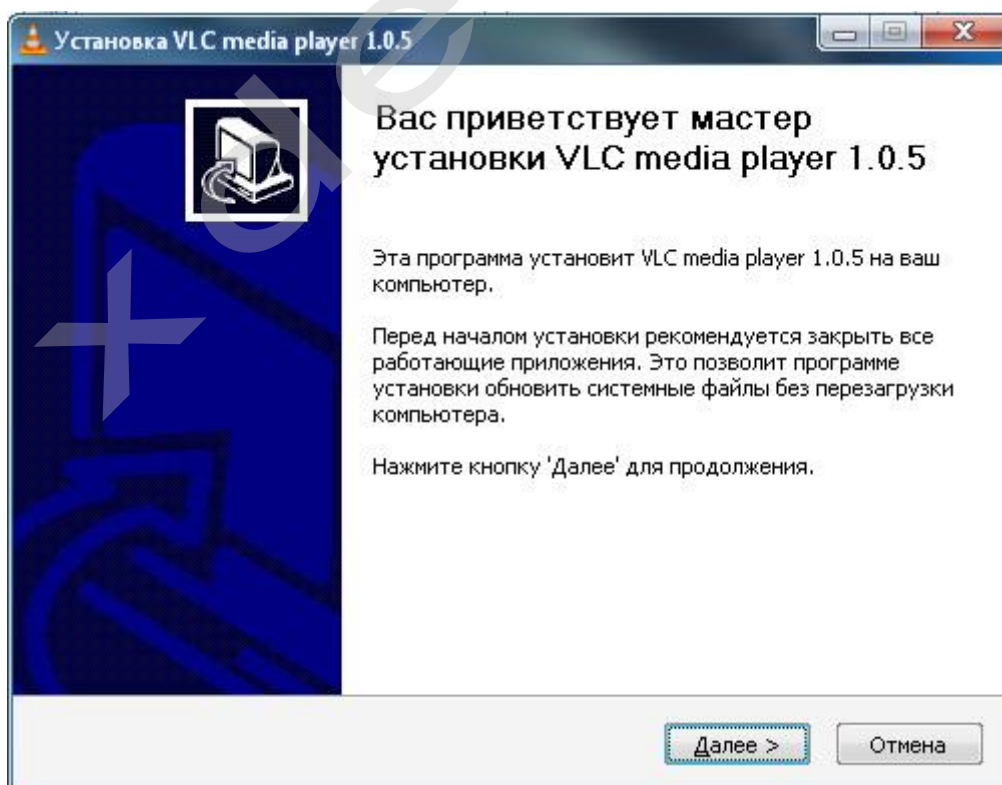 Установка VLC media player 1.0.5
Вас приветствует мастер
установки VLC media player 1.0.5
Эта программа установит VLC media player 1.0.5 на ваш
компьютер.
Перед началом установки рекомендуется закрыть все
работающие приложения. Это позволит программе
установки обновить системные файлы без перезагрузки
компьютера.
Нажмите кнопку 'Далее' для продолжения.
Далее >
Отмена